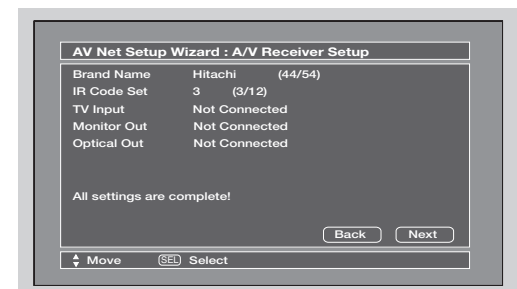 AV Net Setup Wizard : A/V Receiver Setup
Brand Name Hitachi (44/54)
IR Code Set 3 (3/12)
TV Input Not Connected
Monitor Out Not Connected
Optical Out Not Connected
All settings are complete!
Back Next
Move SEL Select